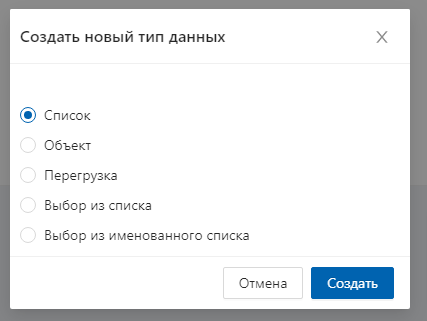 Создать новый тип данных
Список
Объект
Перегрузка
Выбор из списка
Выбор из именованного списка
Отмена
Создать